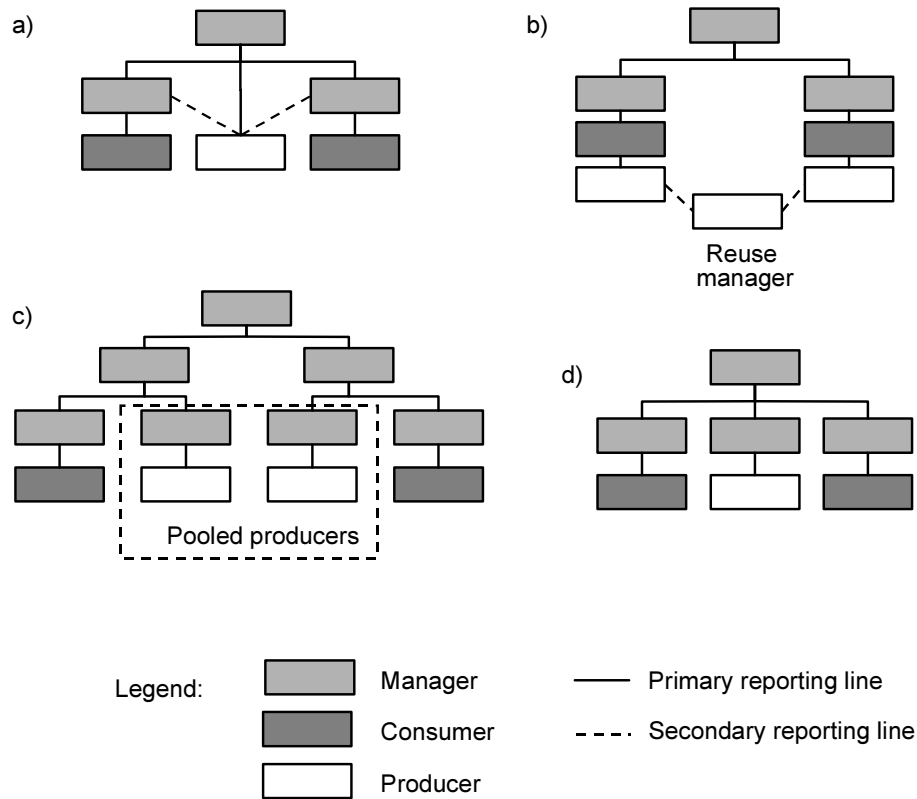 a)
b)
Reuse
manager
c)
Pooled producers
d)
Legend:
Manager
Primary reporting line
Consumer
Secondary reporting line
Producer